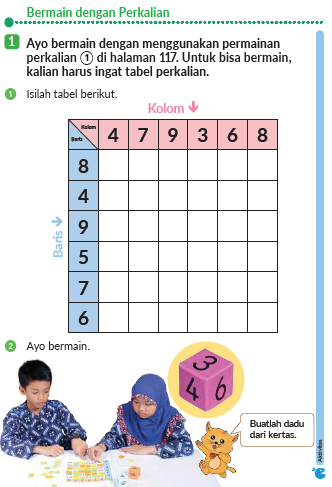 Bermain dengan Perkalian
1 Ayo bermain dengan menggunakan permainan
perkalian ① di halaman 117. Untuk bisa bermain,
kalian harus ingat tabel perkalian.
1 Isilah tabel berikut.
Kolom
Kolom
Baris
4 7 9 3 6 8
8
4
9
5
7
6
Baris
2 Ayo bermain.
3
4 6
Buatlah dadu
dari kertas.
Aktivitas